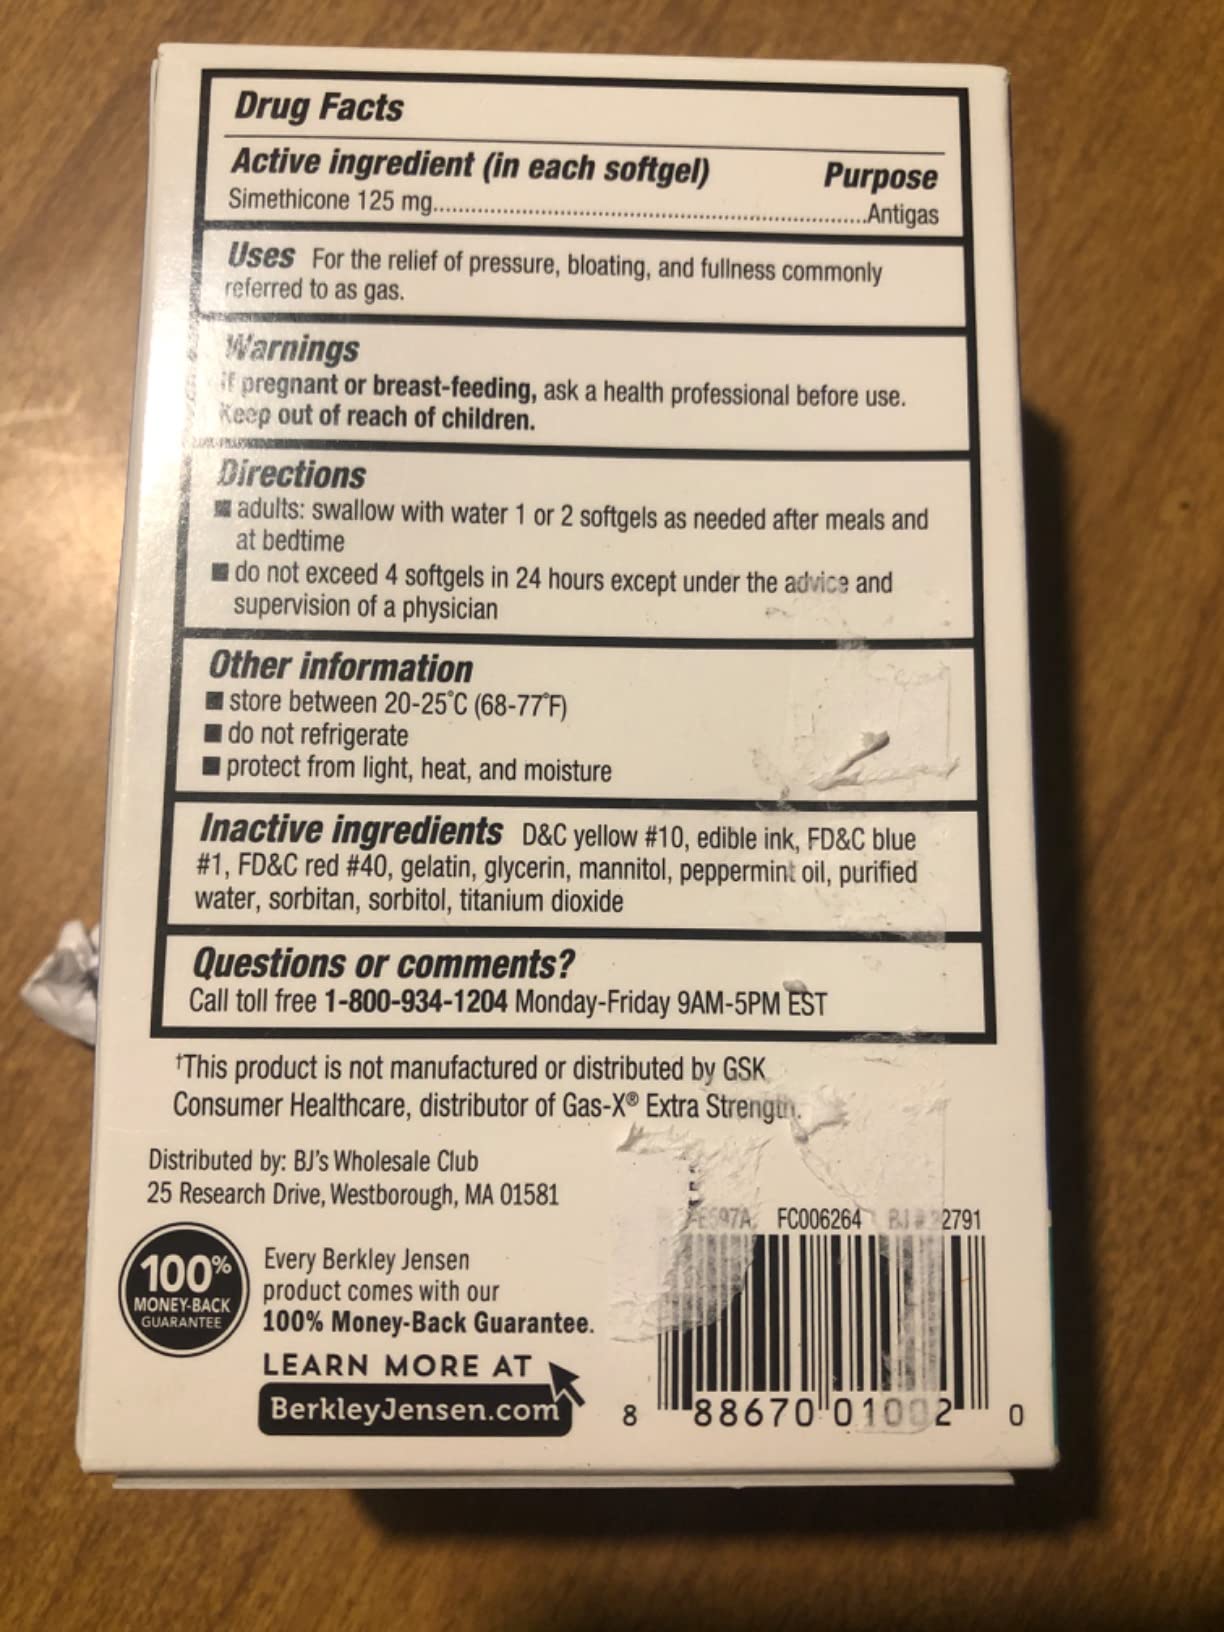 Drug Facts
Active ingredient (in each softgel) Purpose
Simethicone 125 mg.......................................................................Antigas
Uses For the relief of pressure, bloating, and fullness commonly
referred to as gas.
Warnings
If pregnant or breast-feeding, ask a health professional before use.
Keep out of reach of children.
Directions
■ adults: swallow with water 1 or 2 softgels as needed after meals and
at bedtime
■ do not exceed 4 softgels in 24 hours except under the advice and
supervision of a physician
Other information
■ store between 20-25°C (68-77°F)
■ do not refrigerate
■ protect from light, heat, and moisture
Inactive ingredients D&C yellow #10, edible ink, FD&C blue
#1, FD&C red #40, gelatin, glycerin, mannitol, peppermint oil, purified
water, sorbitan, sorbitol, titanium dioxide
Questions or comments?
Call toll free 1-800-934-1204 Monday-Friday 9AM-5PM EST
†This product is not manufactured or distributed by GSK
Consumer Healthcare, distributor of Gas-X® Extra Strength.
Distributed by: BJ's Wholesale Club
25 Research Drive, Westborough, MA 01581
FC006264
100%
MONEY-BACK
GUARANTEE
Every Berkley Jensen
product comes with our
100% Money-Back Guarantee.
LEARN MORE AT
BerkleyJensen.com
8 88670 01002 0